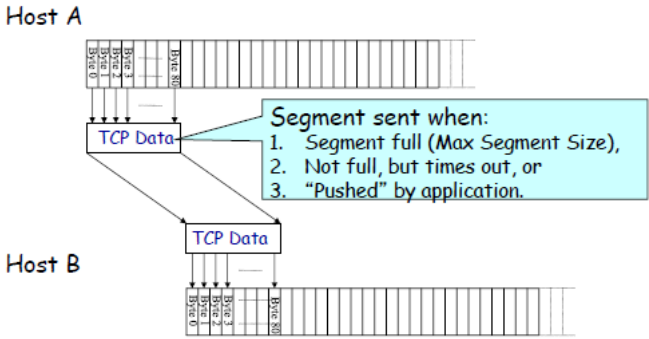 Host A
Byte 0
Byte 1
Byte 2
Byte 3
Byte 80
TCP Data
Segment sent when:
1. Segment full (Max Segment Size),
2. Not full, but times out, or
3. “Pushed” by application.
TCP Data
Host B
Byte 0
Byte 1
Byte 2
Byte 3
Byte 80